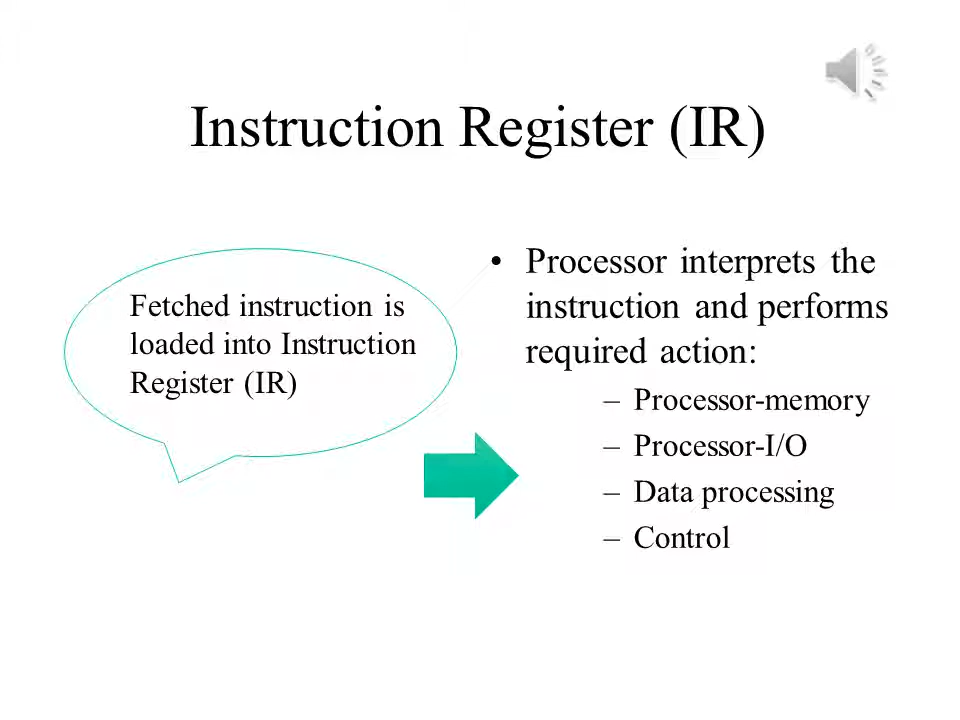 Instruction Register (IR)
Fetched instruction is
loaded into Instruction
Register (IR)
• Processor interprets the
instruction and performs
required action:
– Processor-memory
– Processor-I/O
– Data processing
– Control